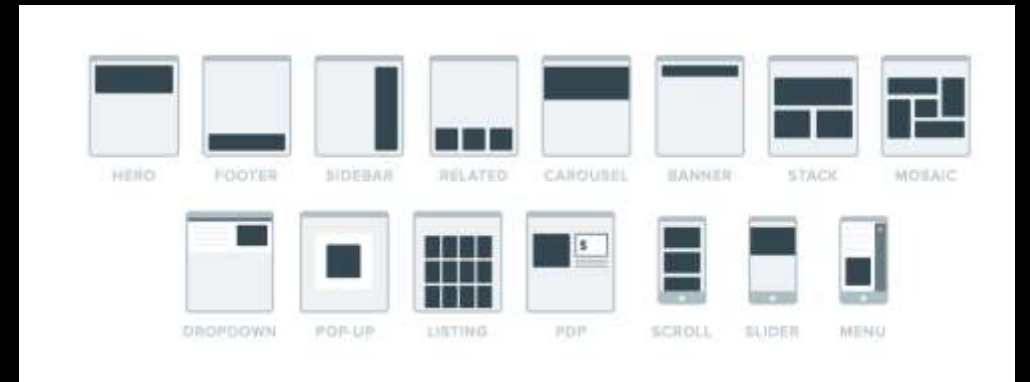 HERO FOOTER SIDEBAR RELATED CAROUSEL BANNER STACK MOSAIC
$
DROPDOWN POP-UP LISTING PDP SCROLL SLIDER MENU